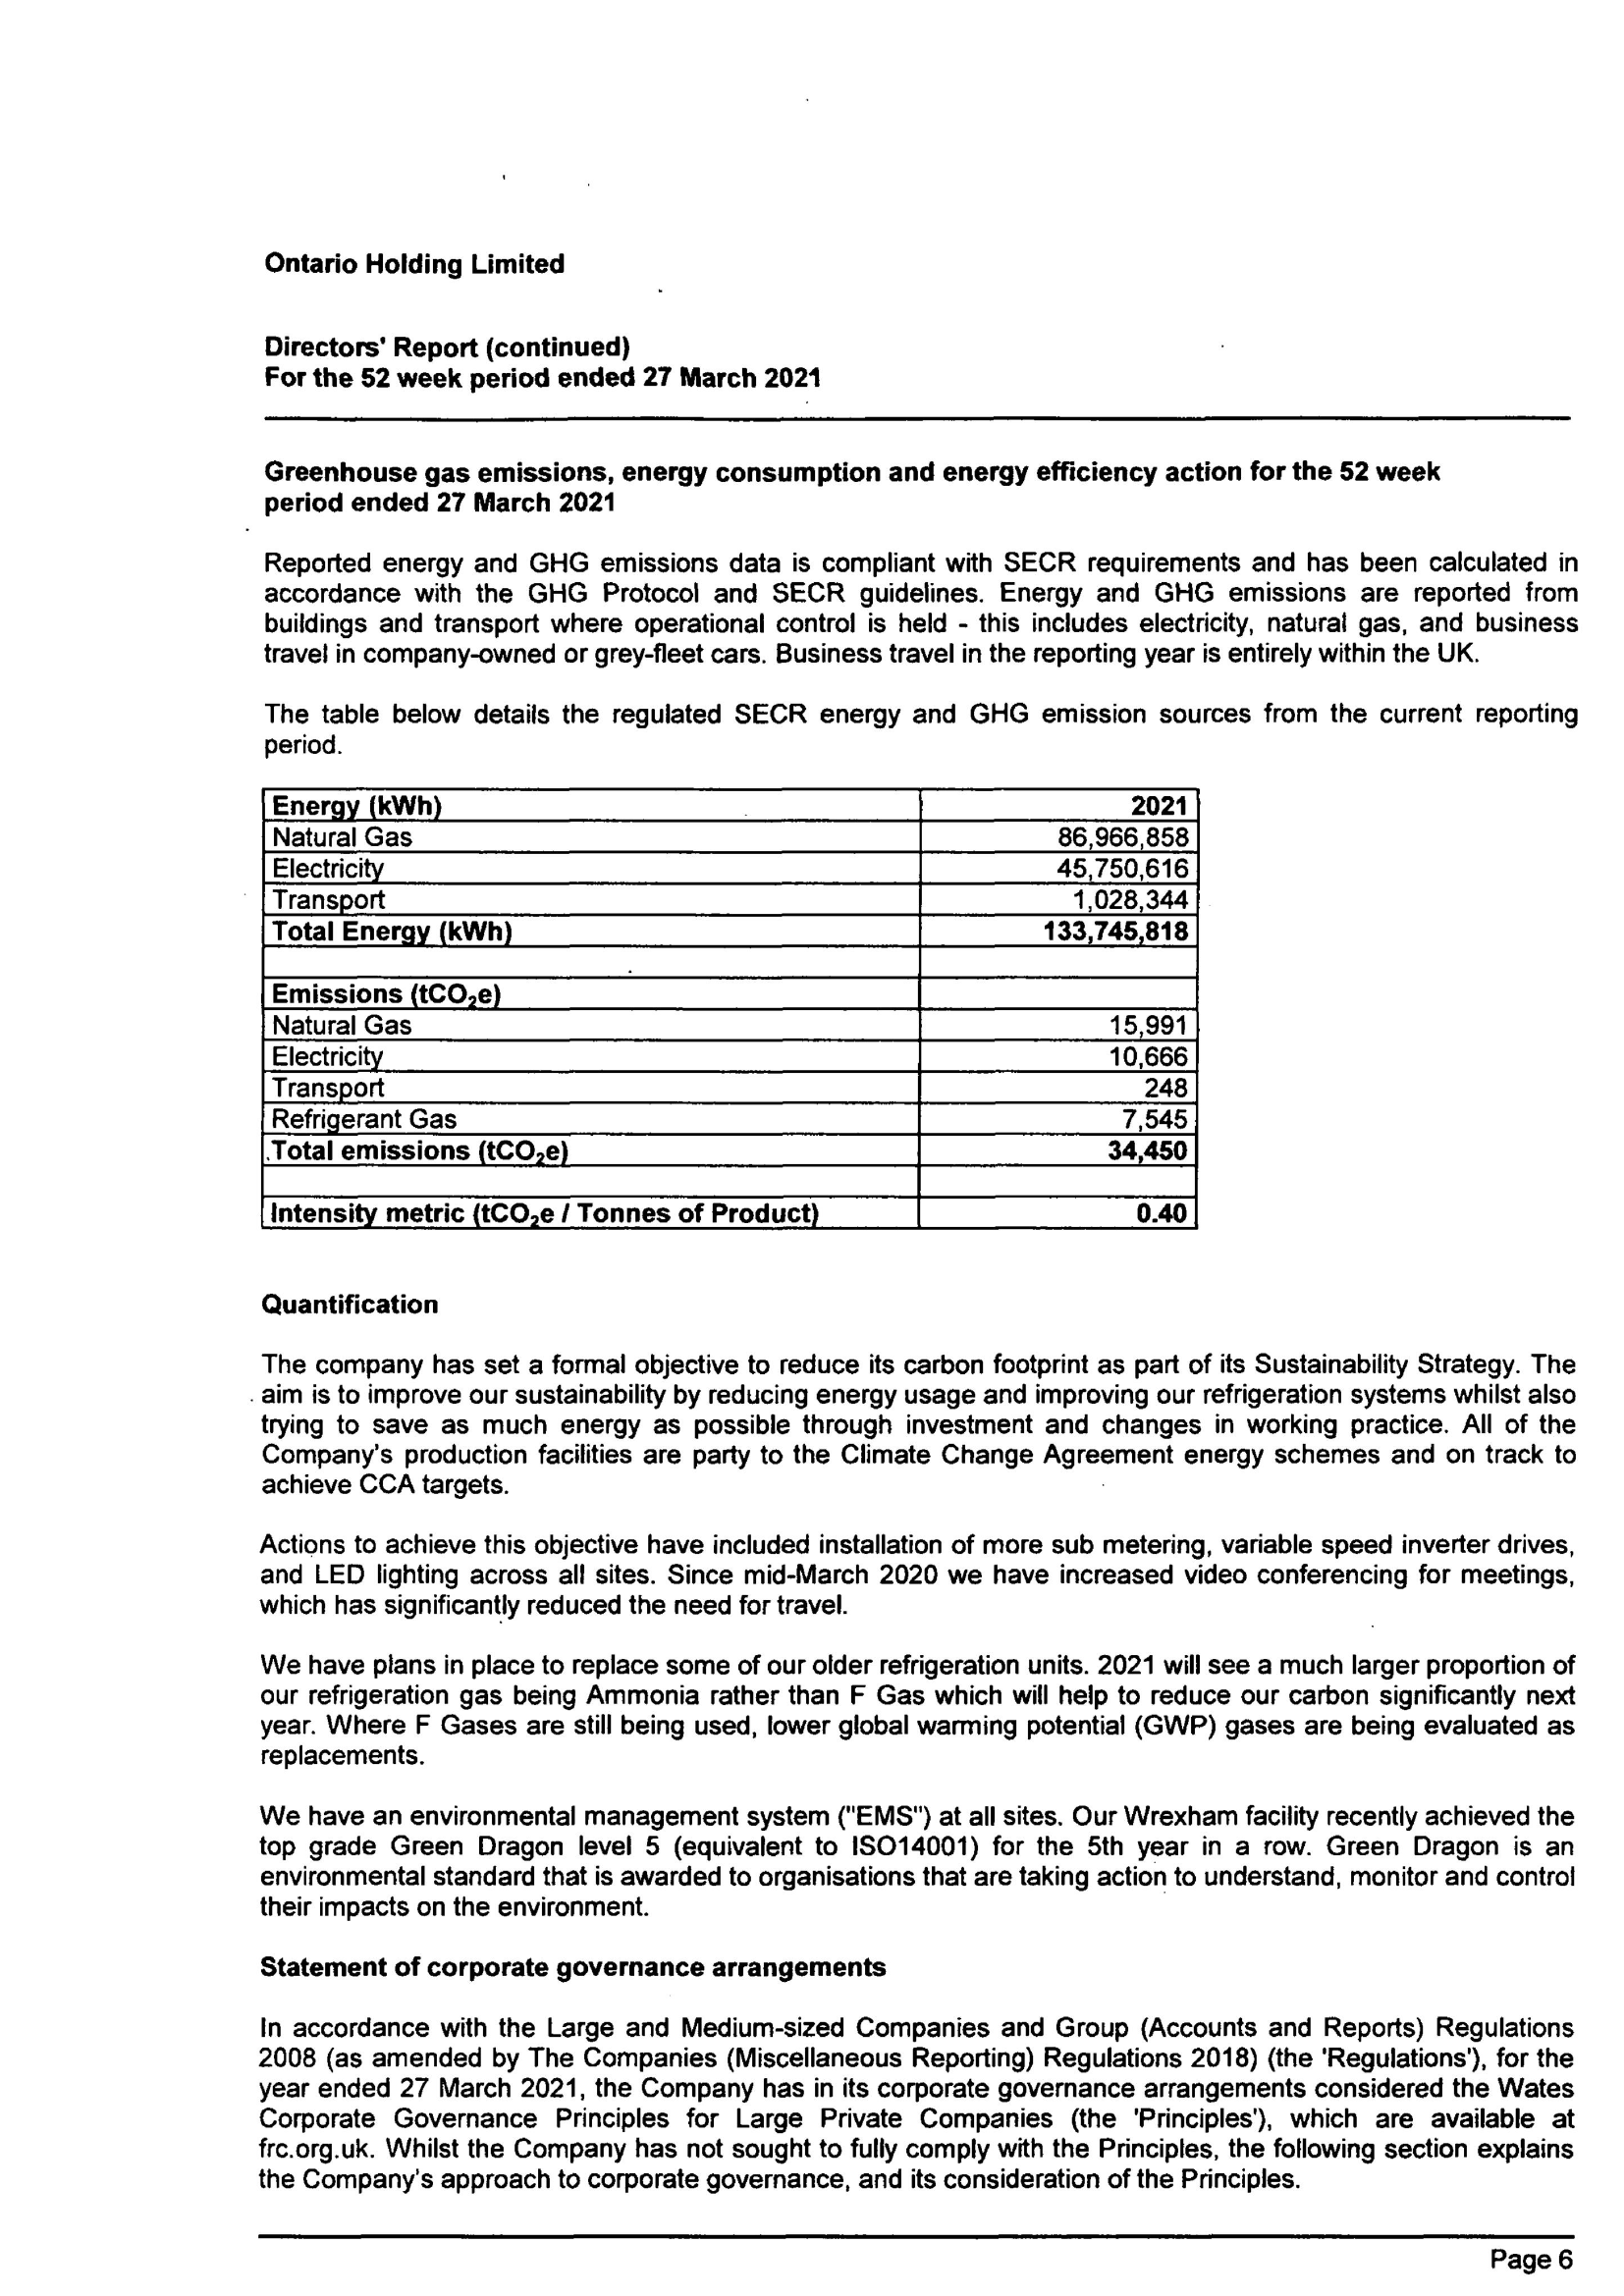 Ontario Holding Limited
Directors' Report (continued)
For the 52 week period ended 27 March 2021
Greenhouse gas emissions, energy consumption and energy efficiency action for the 52 week
period ended 27 March 2021
Reported energy and GHG emissions data is compliant with SECR requirements and has been calculated in
accordance with the GHG Protocol and SECR guidelines. Energy and GHG emissions are reported from
buildings and transport where operational control is held - this includes electricity, natural gas, and business
travel in company-owned or grey-fleet cars. Business travel in the reporting year is entirely within the UK.
The table below details the regulated SECR energy and GHG emission sources from the current reporting
period.
Energy (kWh) 2021
Natural Gas 86,966,858
Electricity 45,750,616
Transport 1,028,344
Total Energy (kWh) 133,745,818
Emissions (tCO₂e)
Natural Gas 15,991
Electricity 10,666
Transport 248
Refrigerant Gas 7,545
Total emissions (tCO₂e) 34,450
Intensity metric (tCO₂e / Tonnes of Product) 0.40
Quantification
The company has set a formal objective to reduce its carbon footprint as part of its Sustainability Strategy. The
aim is to improve our sustainability by reducing energy usage and improving our refrigeration systems whilst also
trying to save as much energy as possible through investment and changes in working practice. All of the
Company's production facilities are party to the Climate Change Agreement energy schemes and on track to
achieve CCA targets.
Actions to achieve this objective have included installation of more sub metering, variable speed inverter drives,
and LED lighting across all sites. Since mid-March 2020 we have increased video conferencing for meetings,
which has significantly reduced the need for travel.
We have plans in place to replace some of our older refrigeration units. 2021 will see a much larger proportion of
our refrigeration gas being Ammonia rather than F Gas which will help to reduce our carbon significantly next
year. Where F Gases are still being used, lower global warming potential (GWP) gases are being evaluated as
replacements.
We have an environmental management system ("EMS") at all sites. Our Wrexham facility recently achieved the
top grade Green Dragon level 5 (equivalent to ISO14001) for the 5th year in a row. Green Dragon is an
environmental standard that is awarded to organisations that are taking action to understand, monitor and control
their impacts on the environment.
Statement of corporate governance arrangements
In accordance with the Large and Medium-sized Companies and Group (Accounts and Reports) Regulations
2008 (as amended by The Companies (Miscellaneous Reporting) Regulations 2018) (the 'Regulations'), for the
year ended 27 March 2021, the Company has in its corporate governance arrangements considered the Wates
Corporate Governance Principles for Large Private Companies (the 'Principles'), which are available at
frc.org.uk. Whilst the Company has not sought to fully comply with the Principles, the following section explains
the Company's approach to corporate governance, and its consideration of the Principles.
Page 6